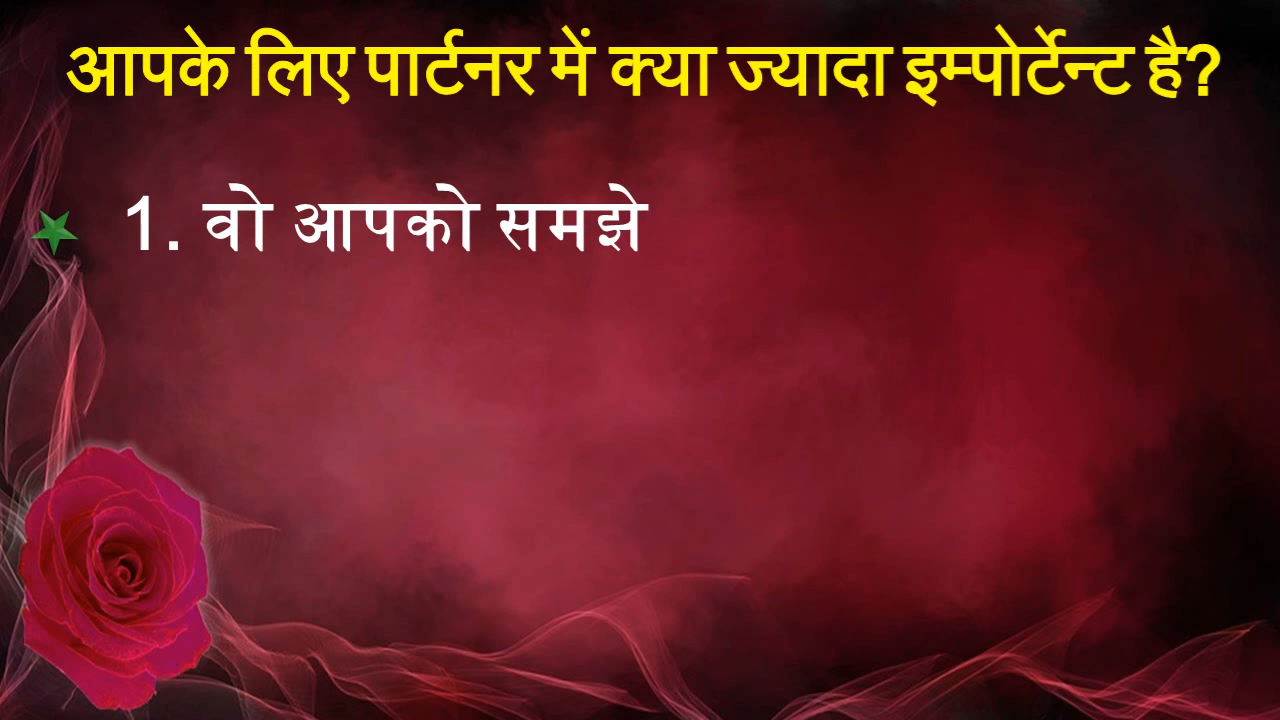 आपके लिए पार्टनर में क्या ज्यादा इम्पोर्टेन्ट है?
1. वो आपको समझे